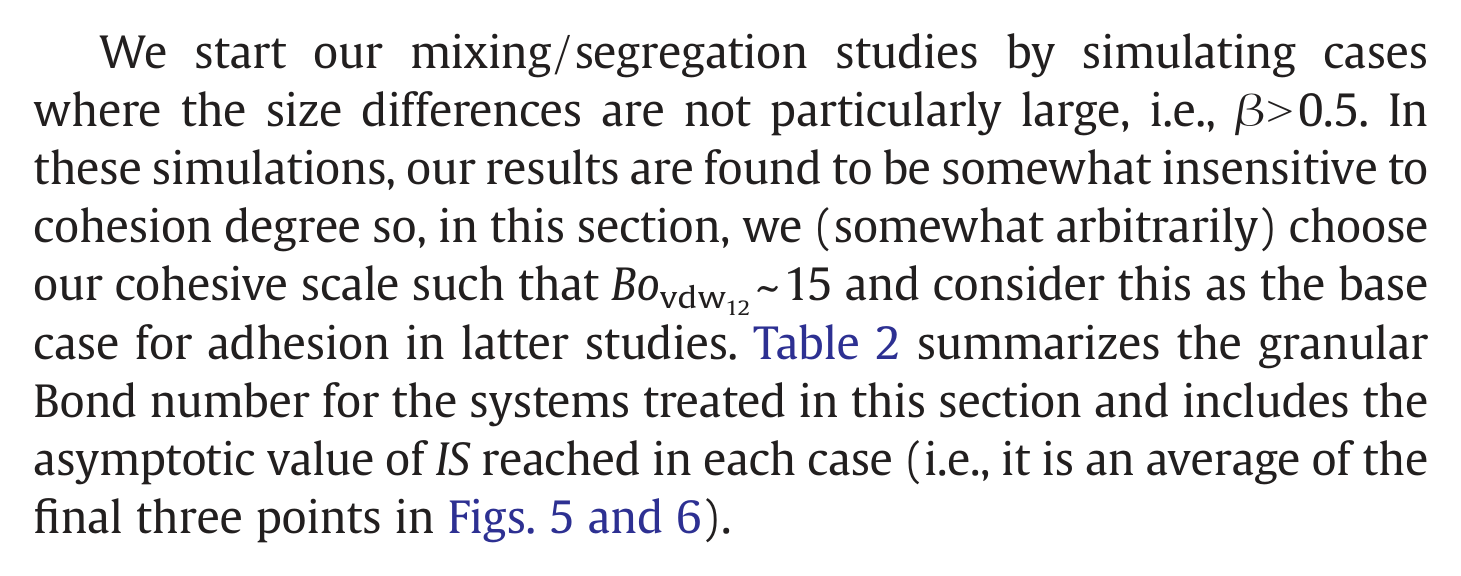 We start our mixing/segregation studies by simulating cases
where the size differences are not particularly large, i.e., β>0.5. In
these simulations, our results are found to be somewhat insensitive to
cohesion degree so, in this section, we (somewhat arbitrarily) choose
our cohesive scale such that Bo_vdw_12 ~ 15 and consider this as the base
case for adhesion in latter studies. Table 2 summarizes the granular
Bond number for the systems treated in this section and includes the
asymptotic value of IS reached in each case (i.e., it is an average of the
final three points in Figs. 5 and 6).